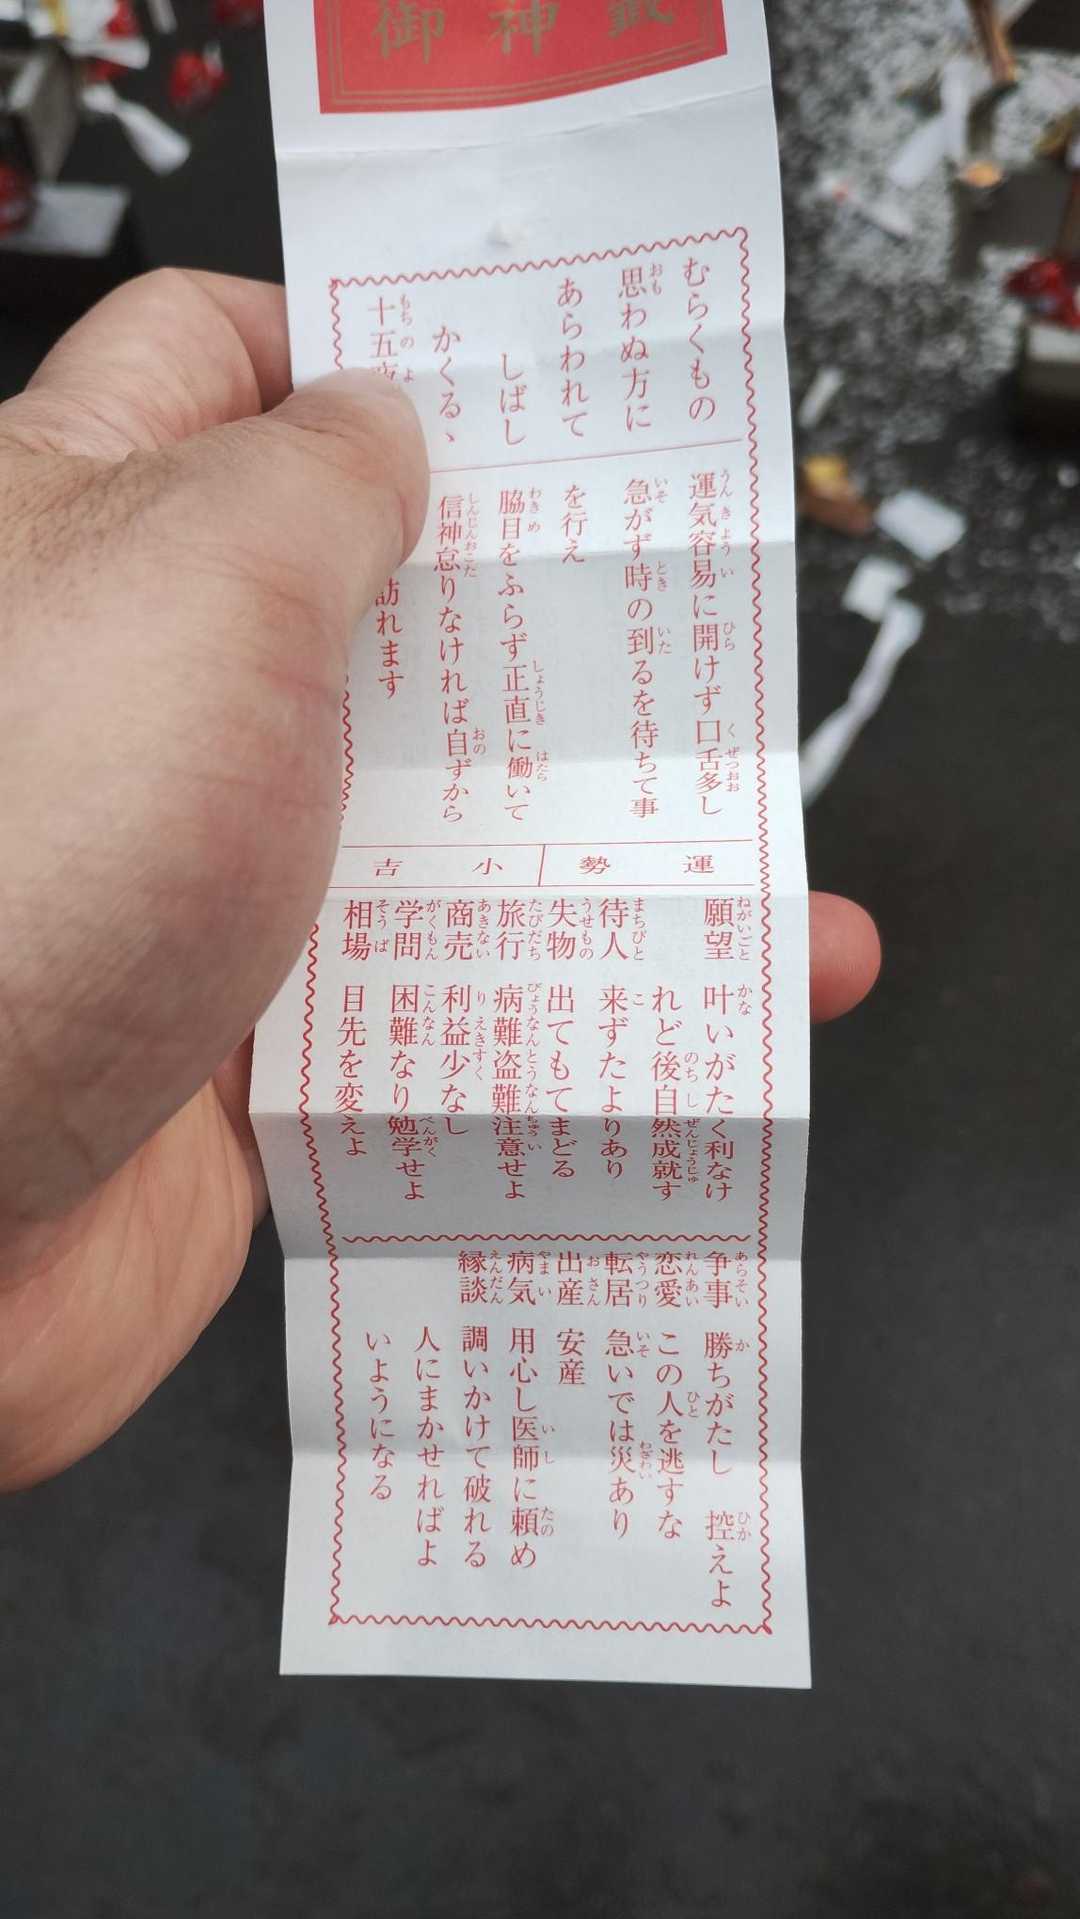 御神籤
むらくもの
思わぬ方に
あらわれて
しばし
かくるゝ
十五夜
運気容易に開けず口舌多し
急がず時の到るを待ちて事
を行え
脇目をふらず正直に働いて
信神怠りなければ自ずから
訪れます
運勢 小吉
願望 叶いがたく利なけ
れど後自然成就す
待人 来ずたよりあり
失物 出てもてまどる
旅行 病難盗難注意せよ
商売 利益少なし
学問 困難なり勉学せよ
相場 目先を変えよ
争事 勝ちがたし 控えよ
恋愛 この人を逃すな
転居 急いでは災あり
出産 安産
病気 用心し医師に頼め
縁談 調いかけて破れる
人にまかせればよ
いようになる